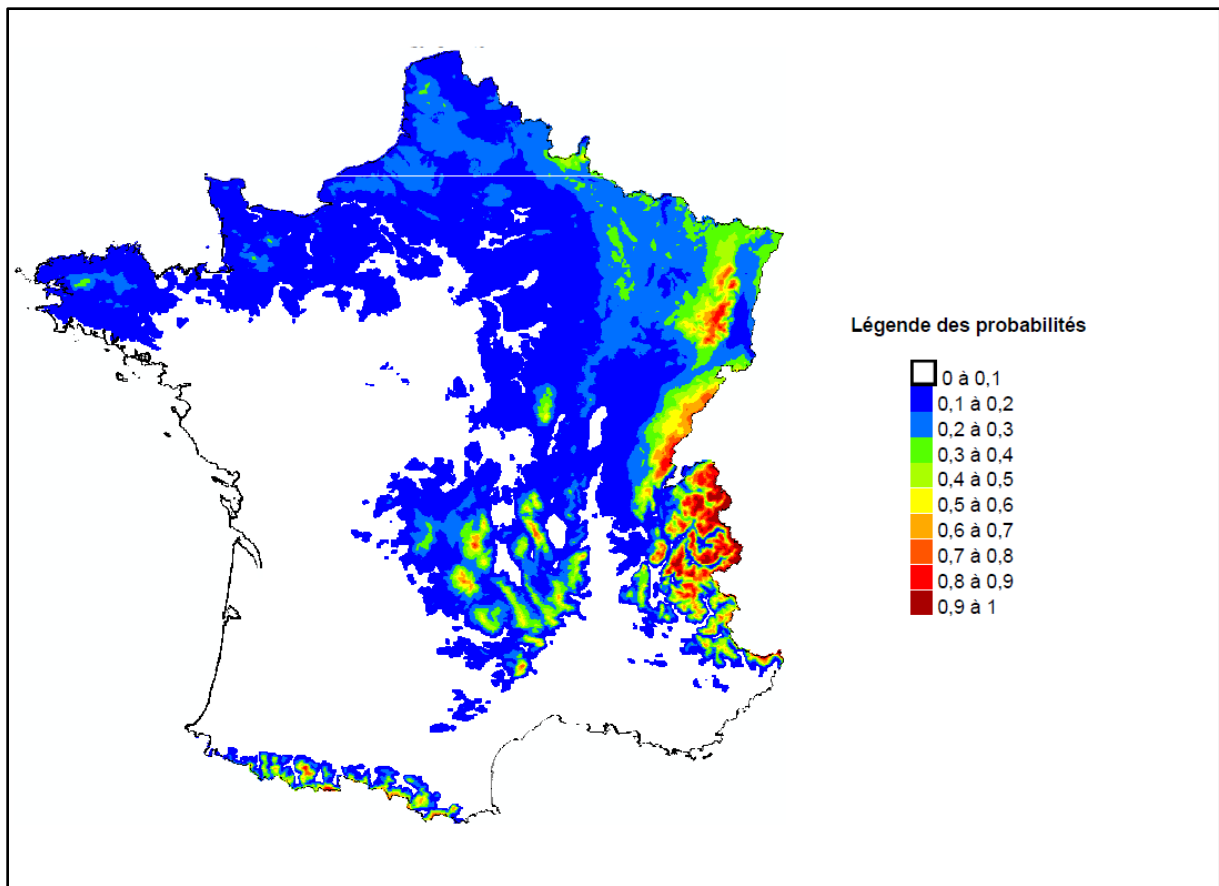 Légende des probabilités
0 à 0,1
0,1 à 0,2
0,2 à 0,3
0,3 à 0,4
0,4 à 0,5
0,5 à 0,6
0,6 à 0,7
0,7 à 0,8
0,8 à 0,9
0,9 à 1